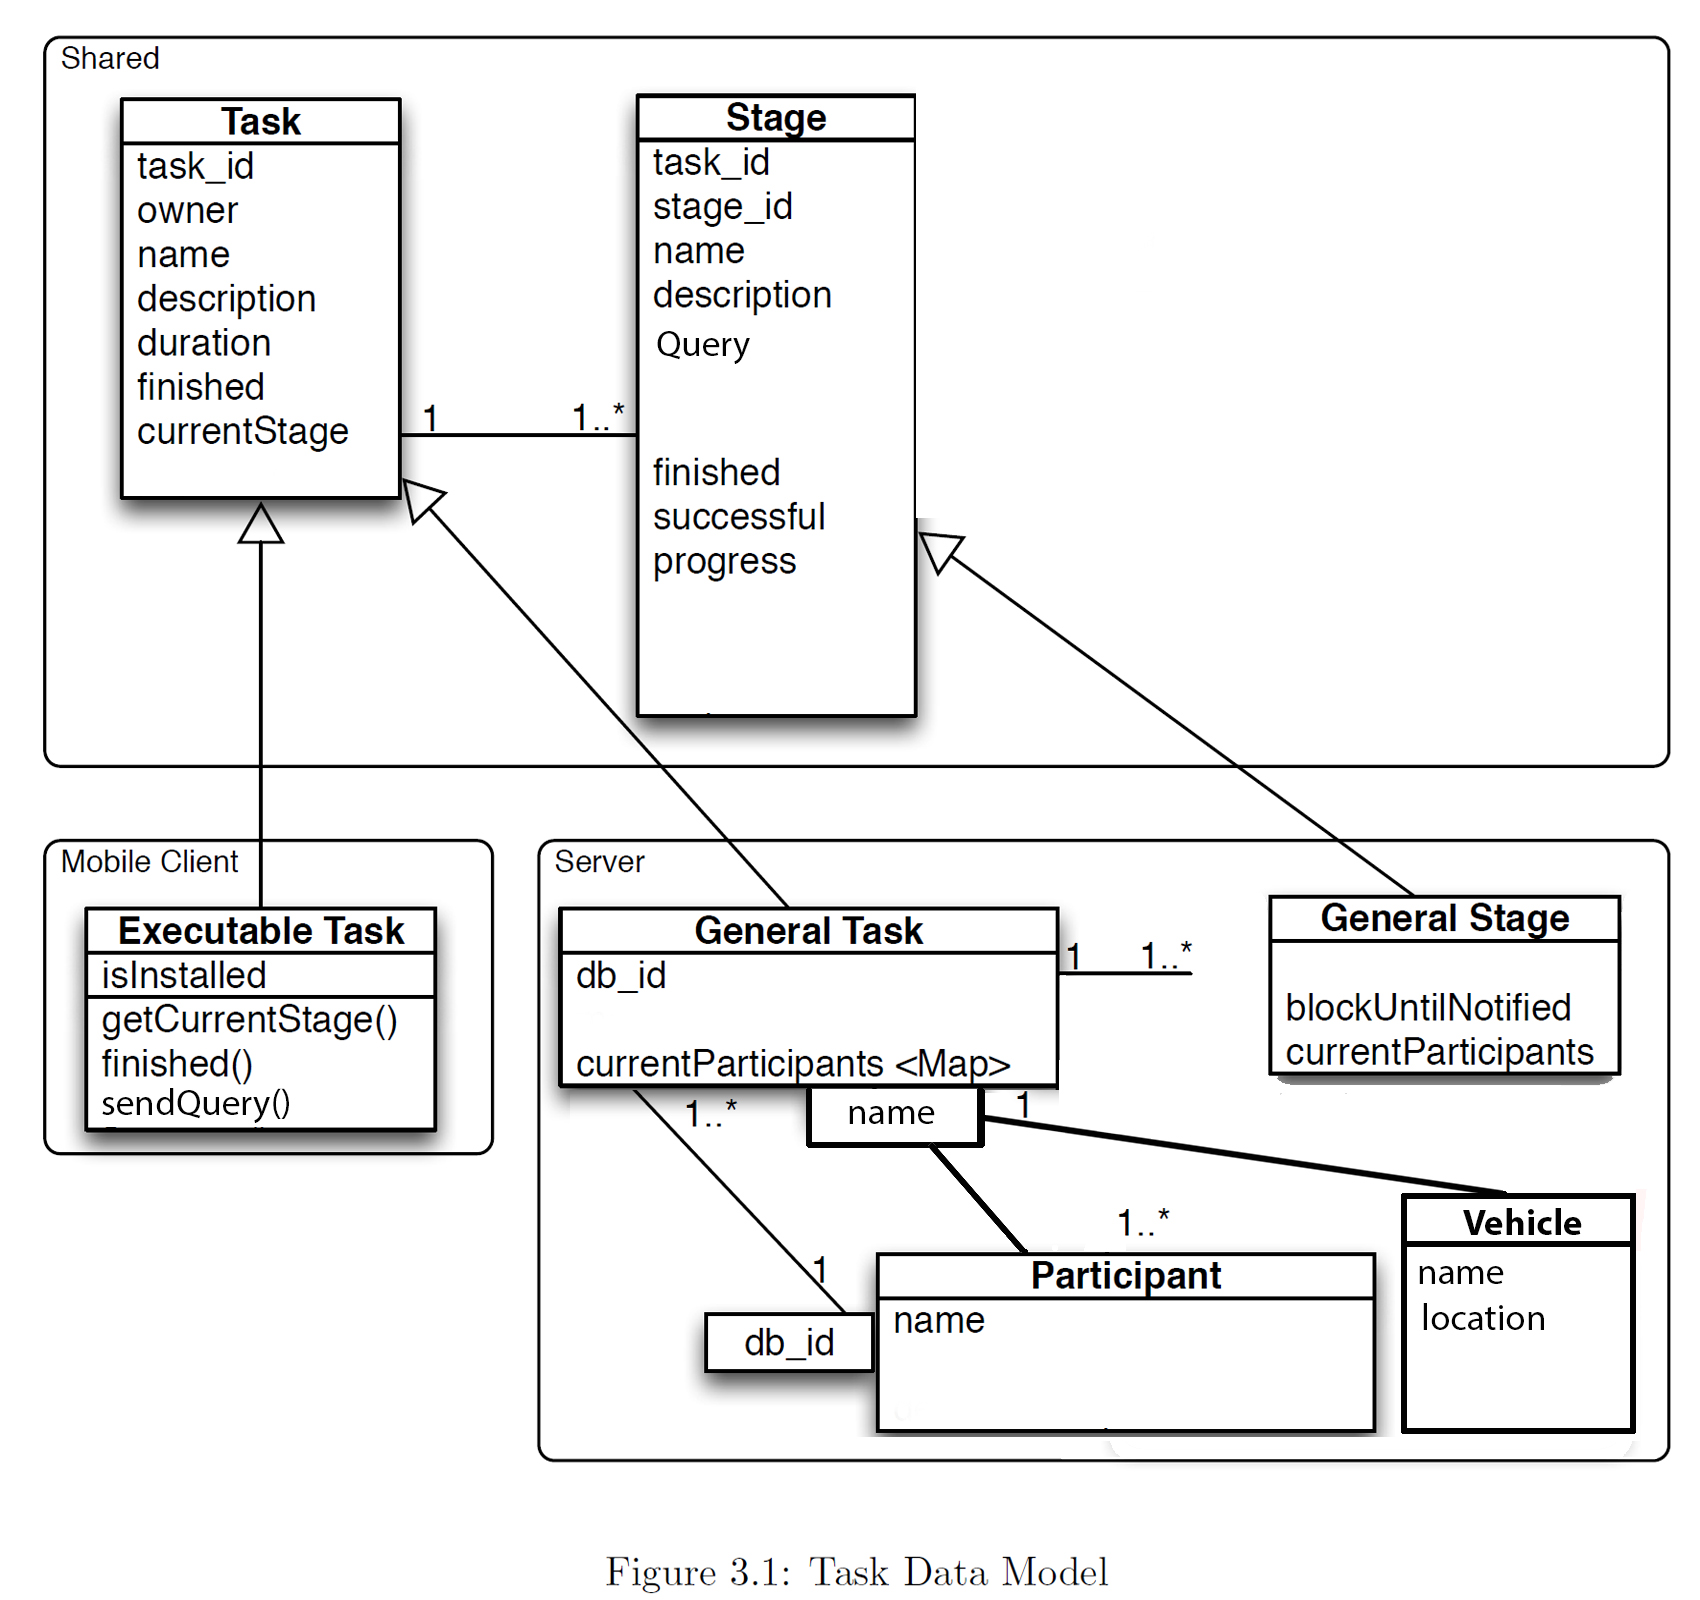 Shared
Task
task_id
owner
name
description
duration
finished
currentStage
1
1..*
Stage
task_id
stage_id
name
description
Query
finished
successful
progress
Mobile Client
Executable Task
isInstalled
getCurrentStage()
finished()
sendQuery()
Server
General Task
db_id
currentParticipants <Map>
1
1..*
General Stage
blockUntilNotified
currentParticipants
1..*
name
1
1..*
1
db_id
Participant
name
Vehicle
name
location
Figure 3.1: Task Data Model